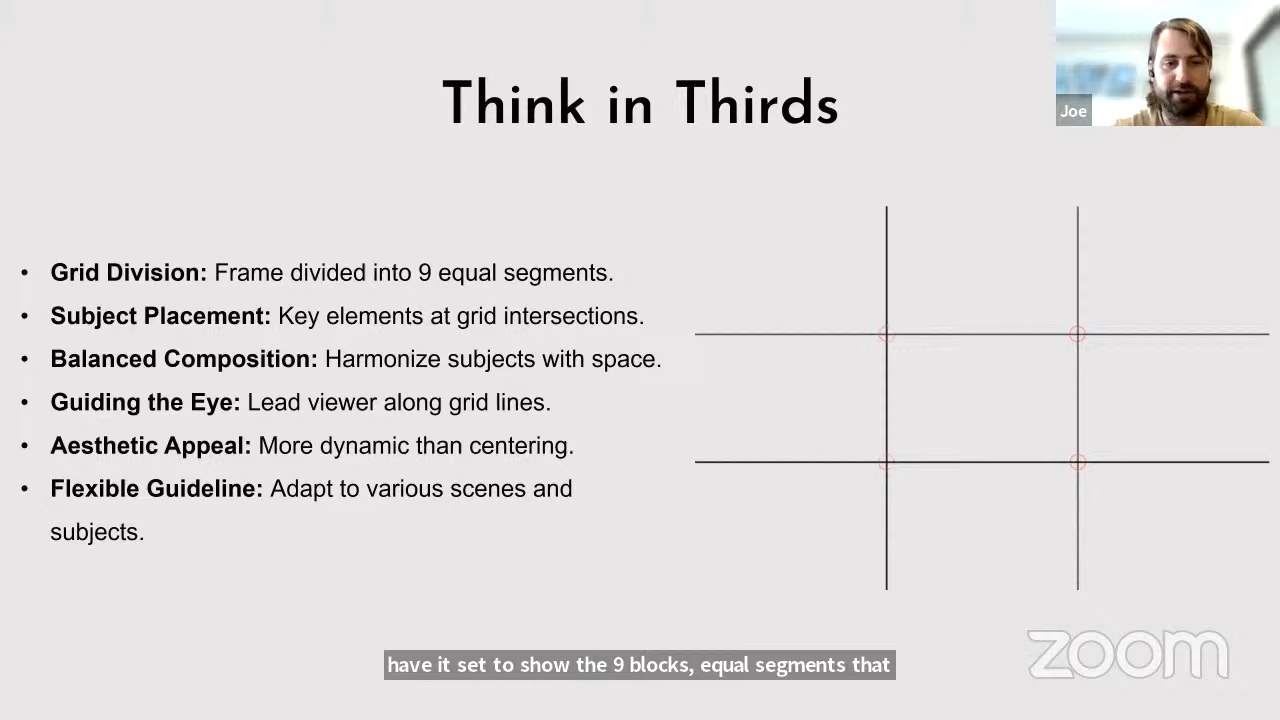 Think in Thirds
Joe
• Grid Division: Frame divided into 9 equal segments.
• Subject Placement: Key elements at grid intersections.
• Balanced Composition: Harmonize subjects with space.
• Guiding the Eye: Lead viewer along grid lines.
• Aesthetic Appeal: More dynamic than centering.
• Flexible Guideline: Adapt to various scenes and
subjects.
have it set to show the 9 blocks, equal segments that
zoom